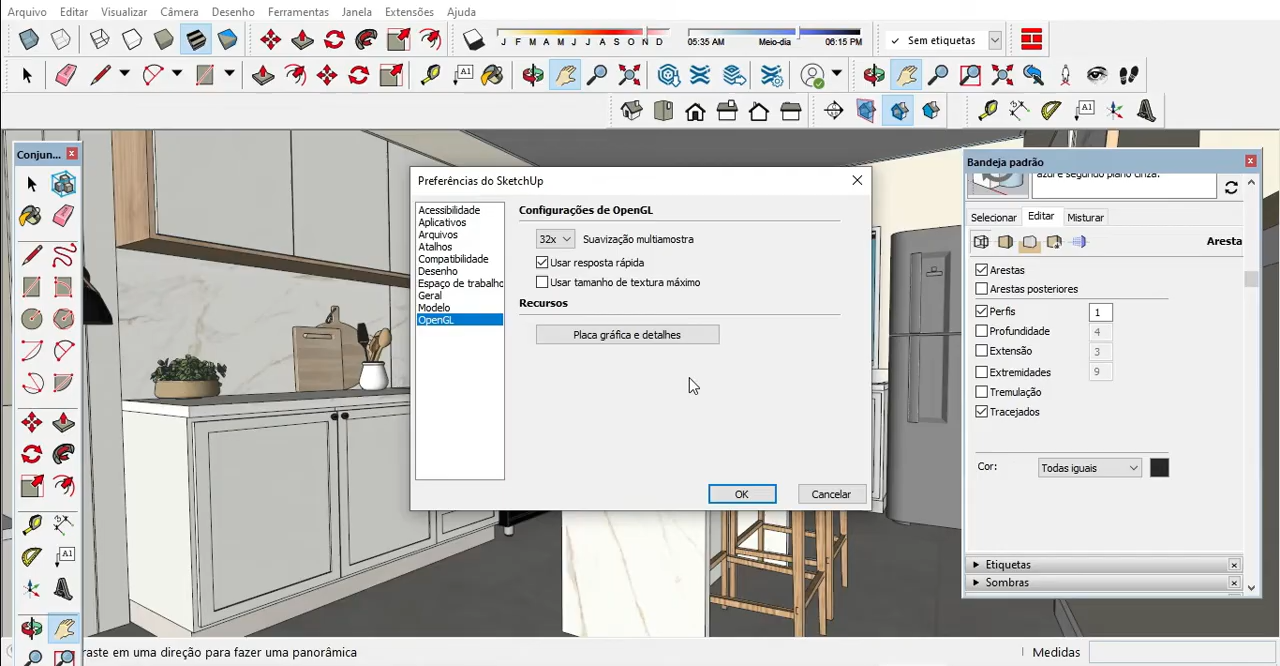 Arquivo Editar Visualizar Câmera Desenho Ferramentas Janela Extensões Ajuda
J F M A M J J A S O N D 05:35 AM Meio-dia 06:15 PM Sem etiquetas
A1
A1
Conjun...
A1
Preferências do SketchUp
Acessibilidade
Aplicativos
Arquivos
Atalhos
Compatibilidade
Desenho
Espaço de trabalho
Geral
Modelo
OpenGL
Configurações de OpenGL
32x Suavização multiamostra
Usar resposta rápida
Usar tamanho de textura máximo
Recursos
Placa gráfica e detalhes
OK Cancelar
Bandeja padrão
azul e segundo plano cinza.
Selecionar Editar Misturar
Aresta
Arestas
Arestas posteriores
Perfis 1
Profundidade 4
Extensão 3
Extremidades 9
Tremulação
Tracejados
Cor: Todas iguais
Etiquetas
Sombras
raste em uma direção para fazer uma panorâmica
Medidas